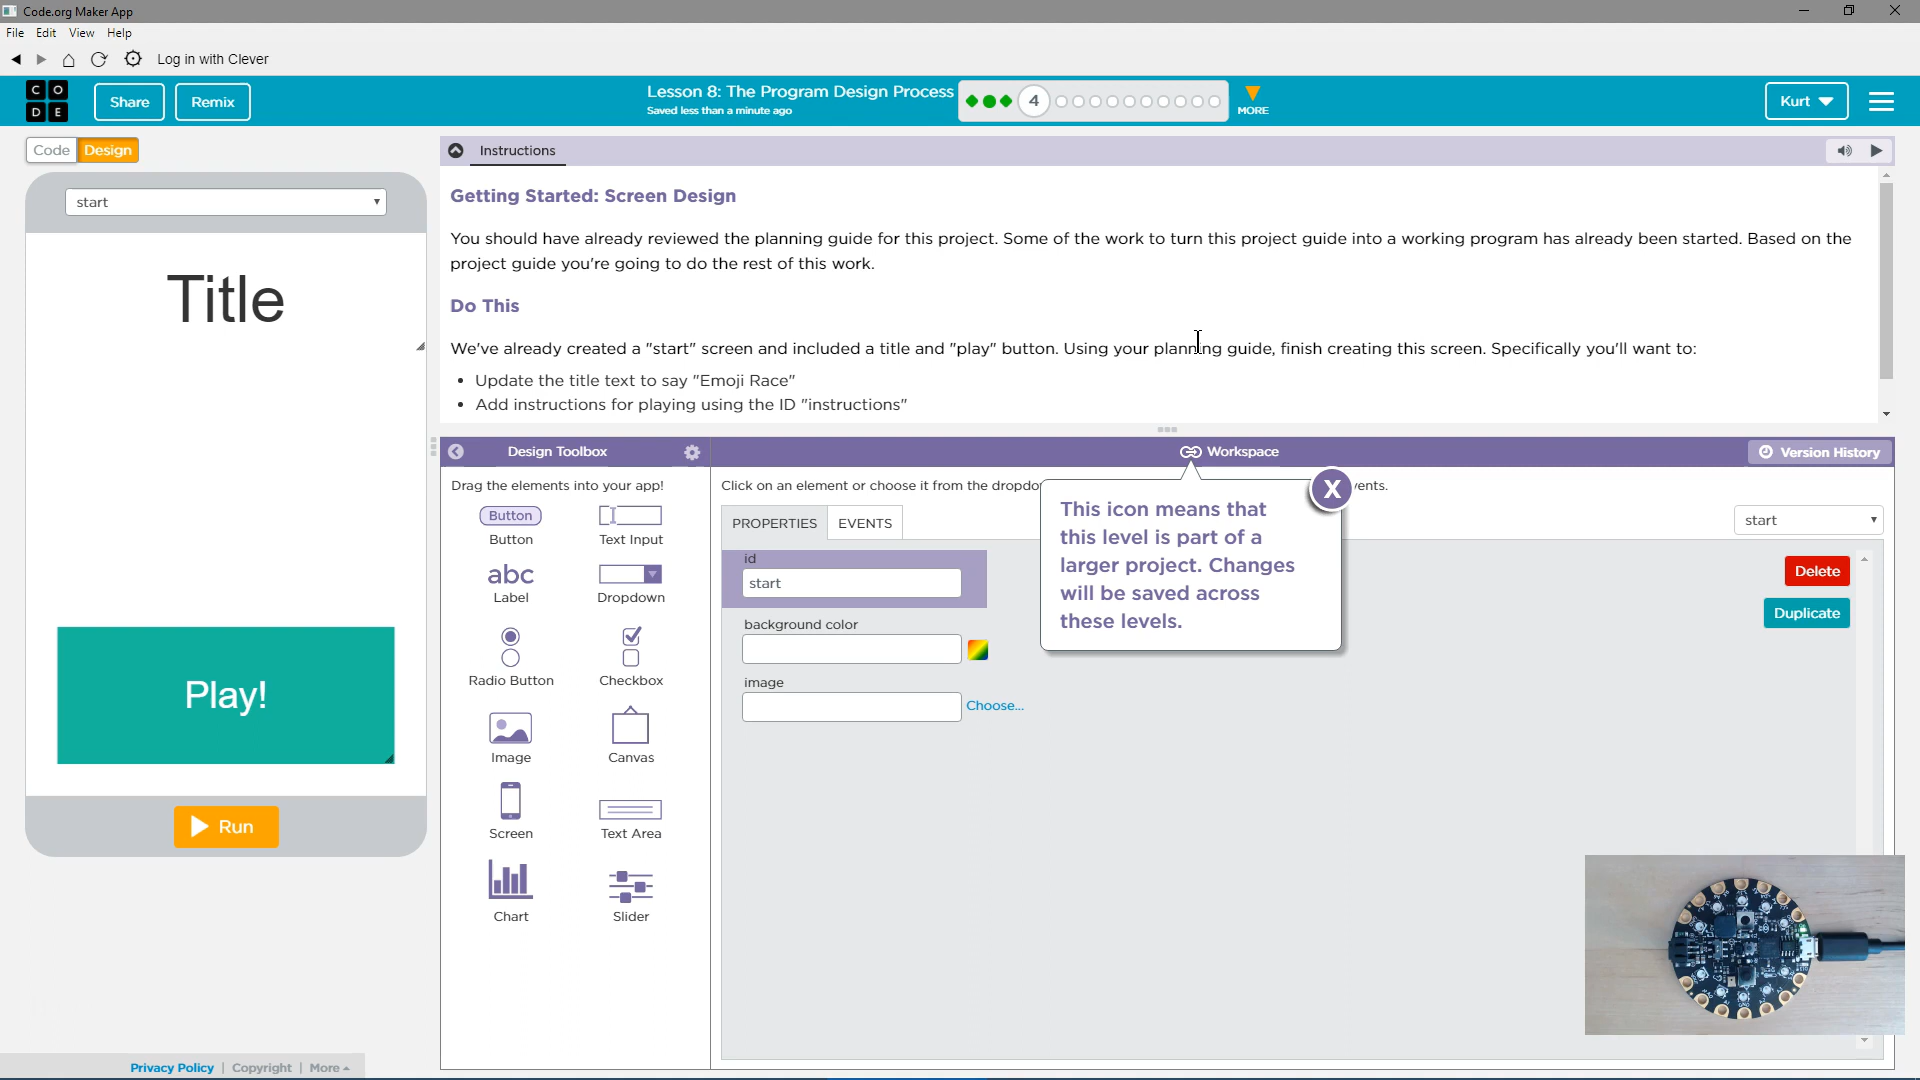 Code.org Maker App
File Edit View Help
Log in with Clever
C O
D E
Share
Remix
Lesson 8: The Program Design Process
Saved less than a minute ago
4
MORE
Kurt
Code
Design
start
Title
Play!
Run
Instructions
Getting Started: Screen Design
You should have already reviewed the planning guide for this project. Some of the work to turn this project guide into a working program has already been started. Based on the
project guide you're going to do the rest of this work.
Do This
We've already created a "start" screen and included a title and "play" button. Using your planning guide, finish creating this screen. Specifically you'll want to:
• Update the title text to say "Emoji Race"
• Add instructions for playing using the ID "instructions"
Design Toolbox
Workspace
Version History
Drag the elements into your app!
Button
Button
Text Input
abc
Label
Dropdown
Radio Button
Checkbox
Image
Canvas
Screen
Text Area
Chart
Slider
Click on an element or choose it from the dropdo
ents.
PROPERTIES
EVENTS
start
id
start
background color
image
Choose...
Delete
Duplicate
X
This icon means that
this level is part of a
larger project. Changes
will be saved across
these levels.
Privacy Policy | Copyright | More